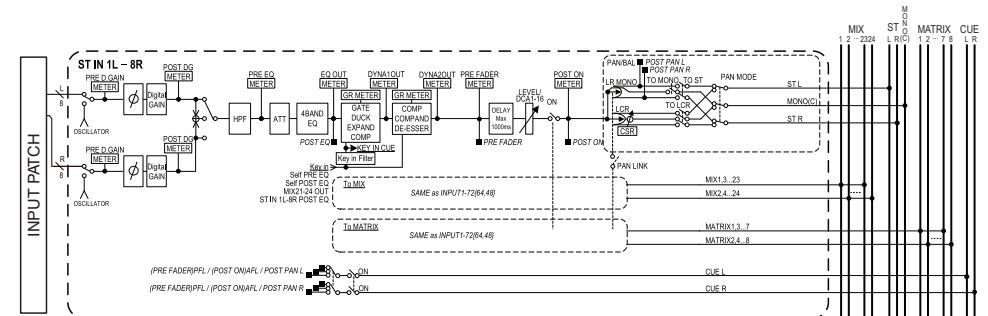 MIX
ST
MONO(C)
MATRIX
CUE
1 2 ··· 2324
L R
1 2 ··· 7 8
L R
INPUT PATCH
ST IN 1L – 8R
L
8
PRE D.GAIN
METER
OSCILLATOR
Ø
Digital
GAIN
POST DG
METER
R
8
PRE D.GAIN
METER
OSCILLATOR
Ø
Digital
GAIN
POST DG
METER
HPF
PRE EQ
METER
ATT
4BAND
EQ
EQ OUT
METER
POST EQ
GR METER
GATE
DUCK
EXPAND
COMP
KEY IN CUE
Key in Filter
DYNA1OUT
METER
GR METER
COMP
COMPAND
DE-ESSER
DYNA2OUT
METER
PRE FADER
METER
PRE FADER
DELAY
Max
1000ms
LEVEL/
DCA1-16
ON
POST ON
METER
POST ON
PAN/BAL
POST PAN L
POST PAN R
LR MONO
TO MONO
TO ST
PAN MODE
TO LCR
LCR
CSR
PAN LINK
ST L
MONO(C)
ST R
Key in
Self PRE EQ
Self POST EQ
MIX21-24 OUT
ST IN 1L-8R POST EQ
To MIX
SAME as INPUT1-72{64,48}
MIX1,3...23
MIX2,4...24
To MATRIX
SAME as INPUT1-72{64,48}
MATRIX1,3...7
MATRIX2,4...8
(PRE FADER)PFL / (POST ON)AFL / POST PAN L
ON
CUE L
(PRE FADER)PFL / (POST ON)AFL / POST PAN R
ON
CUE R